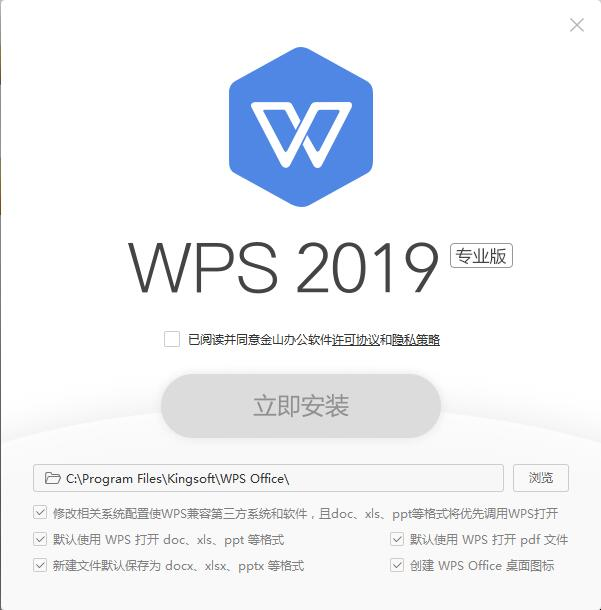 WPS 2019 专业版
已阅读并同意金山办公软件许可协议和隐私策略
立即安装
C:\Program Files\Kingsoft\WPS Office\ 浏览
修改相关系统配置使WPS兼容第三方系统和软件，且doc、xls、ppt等格式将优先调用WPS打开
默认使用 WPS 打开 doc、xls、ppt 等格式 默认使用 WPS 打开 pdf 文件
新建文件默认保存为 docx、xlsx、pptx 等格式 创建 WPS Office 桌面图标